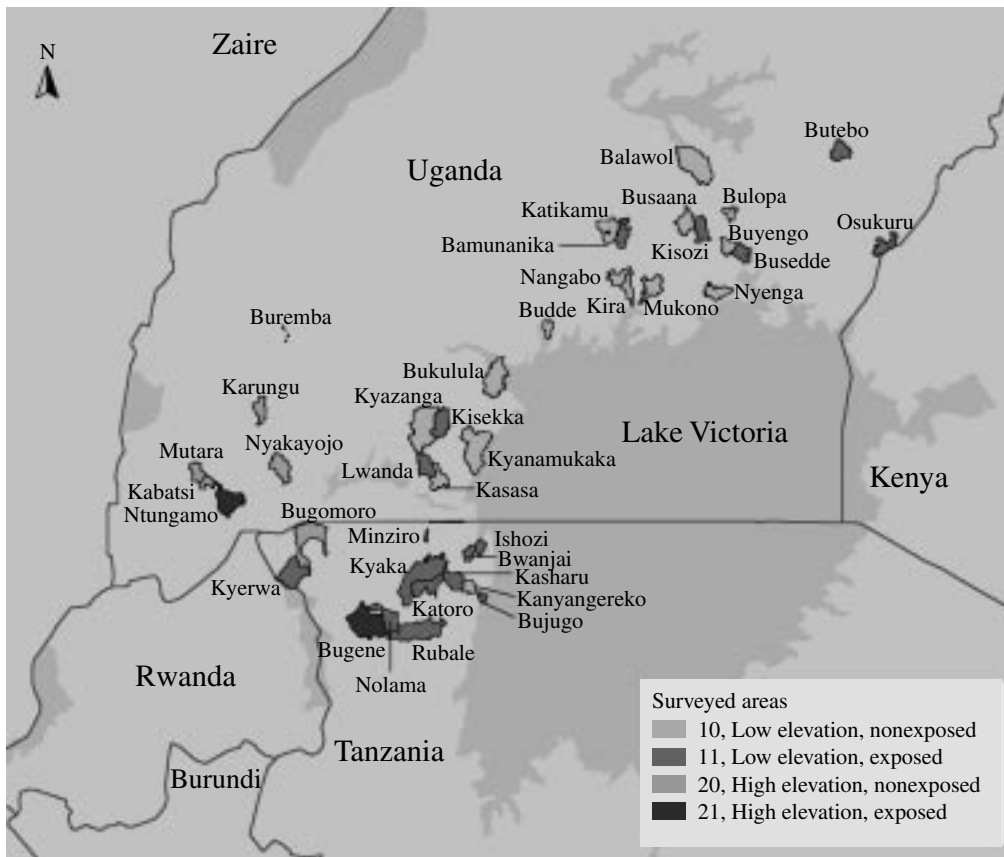 Zaire
N
Butebo
Balawol
Uganda
Busaana
Bulopa
Katikamu
Osukuru
Buyengo
Bamunanika
Kisozi
Busedde
Nangabo
Nyenga
Kira
Mukono
Budde
Buremba
Bukulula
Karungu
Kyazanga
Kisekka
Lake Victoria
Mutara
Nyakayojo
Kyanamukaka
Lwanda
Kenya
Kabatsi
Kasasa
Ntungamo
Bugomoro
Minziro
Ishozi
Bwanjai
Kyaka
Kasharu
Kyerwa
Kanyangereko
Katoro
Bujugo
Bugene
Rubale
Rwanda
Nolama
Surveyed areas
10, Low elevation, nonexposed
Tanzania
11, Low elevation, exposed
Burundi
20, High elevation, nonexposed
21, High elevation, exposed